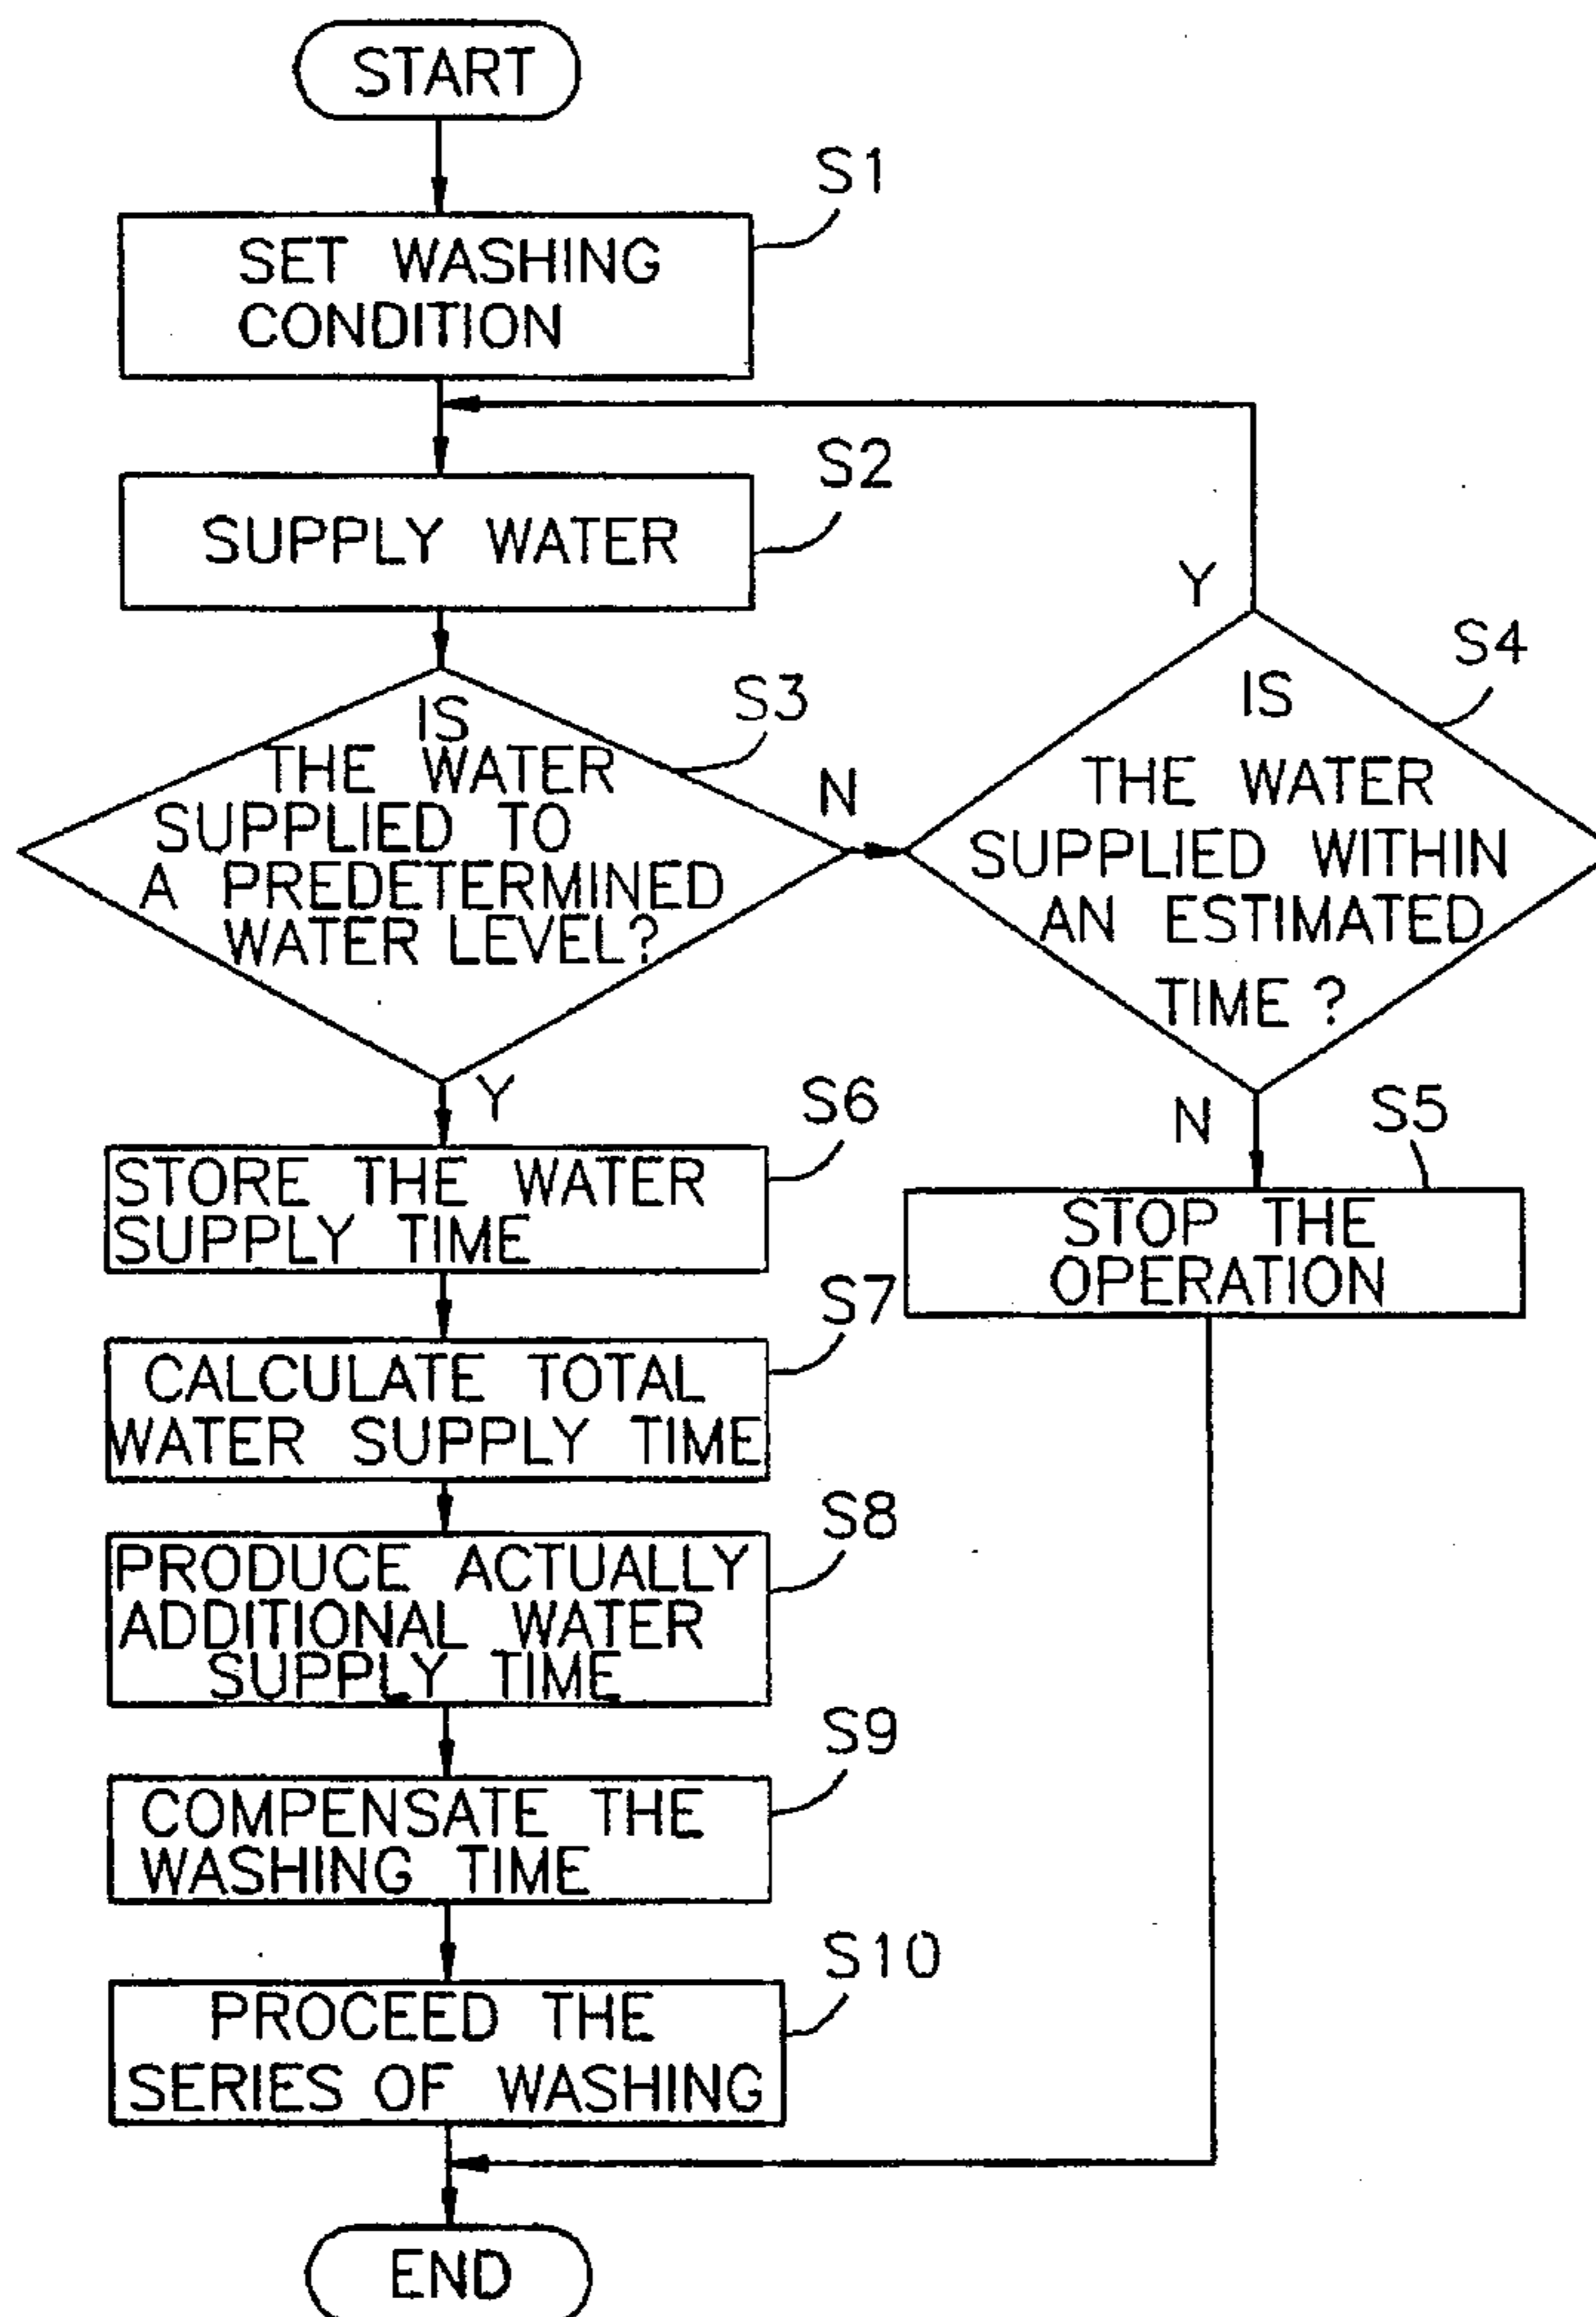 START
S1
SET WASHING
CONDITION
S2
SUPPLY WATER
Y
S4
IS
THE WATER
SUPPLIED WITHIN
AN ESTIMATED
TIME ?
S3
IS
THE WATER
SUPPLIED TO
A PREDETERMINED
WATER LEVEL?
N
Y
N
S5
STOP THE
OPERATION
S6
STORE THE WATER
SUPPLY TIME
S7
CALCULATE TOTAL
WATER SUPPLY TIME
S8
PRODUCE ACTUALLY
ADDITIONAL WATER
SUPPLY TIME
S9
COMPENSATE THE
WASHING TIME
S10
PROCEED THE
SERIES OF WASHING
END